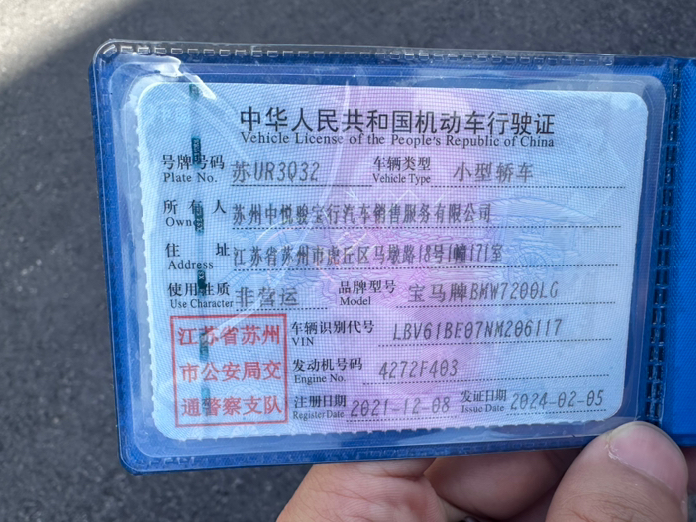 中华人民共和国机动车行驶证
Vehicle License of the People's Republic of China
号牌号码 苏UR3Q32 车辆类型 小型轿车
Plate No. Vehicle Type
所有人 苏州中悦骏宝行汽车销售服务有限公司
Owner
住址 江苏省苏州市虎丘区马墩路18号1幢171室
Address
使用性质 非营运 品牌型号 宝马牌BMW7200LG
Use Character Model
江苏省苏州 车辆识别代号 LBV61BE07NM206117
VIN
市公安局交 发动机号码 4272F403
Engine No.
通警察支队 注册日期 2021-12-08 发证日期 2024-02-05
Register Date Issue Date